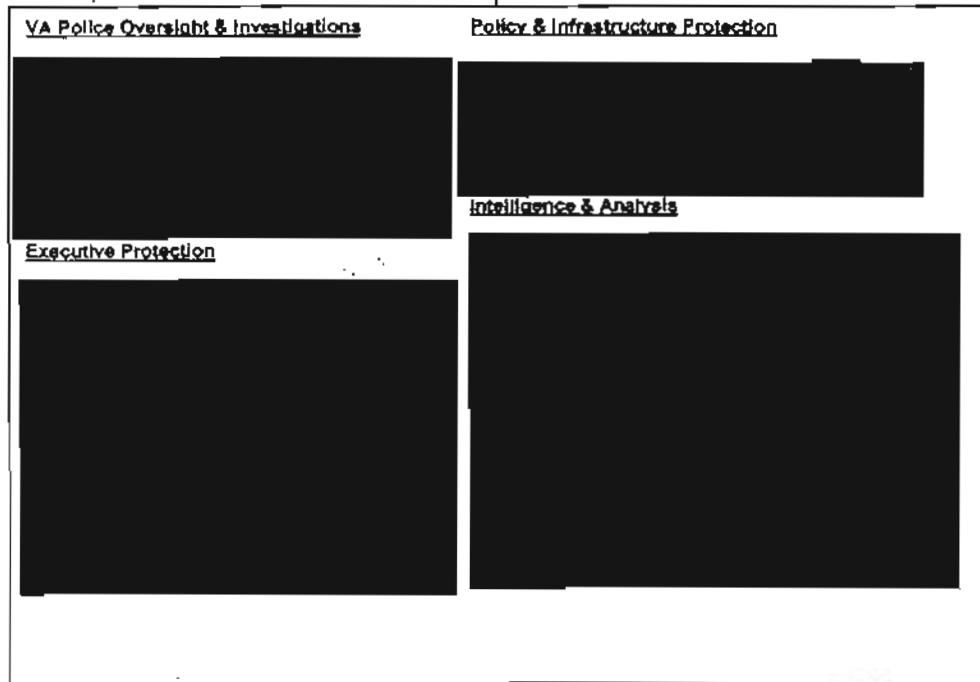 VA Police Oversight & Investigations
Executive Protection
Policy & Infrastructure Protection
Intelligence & Analysis